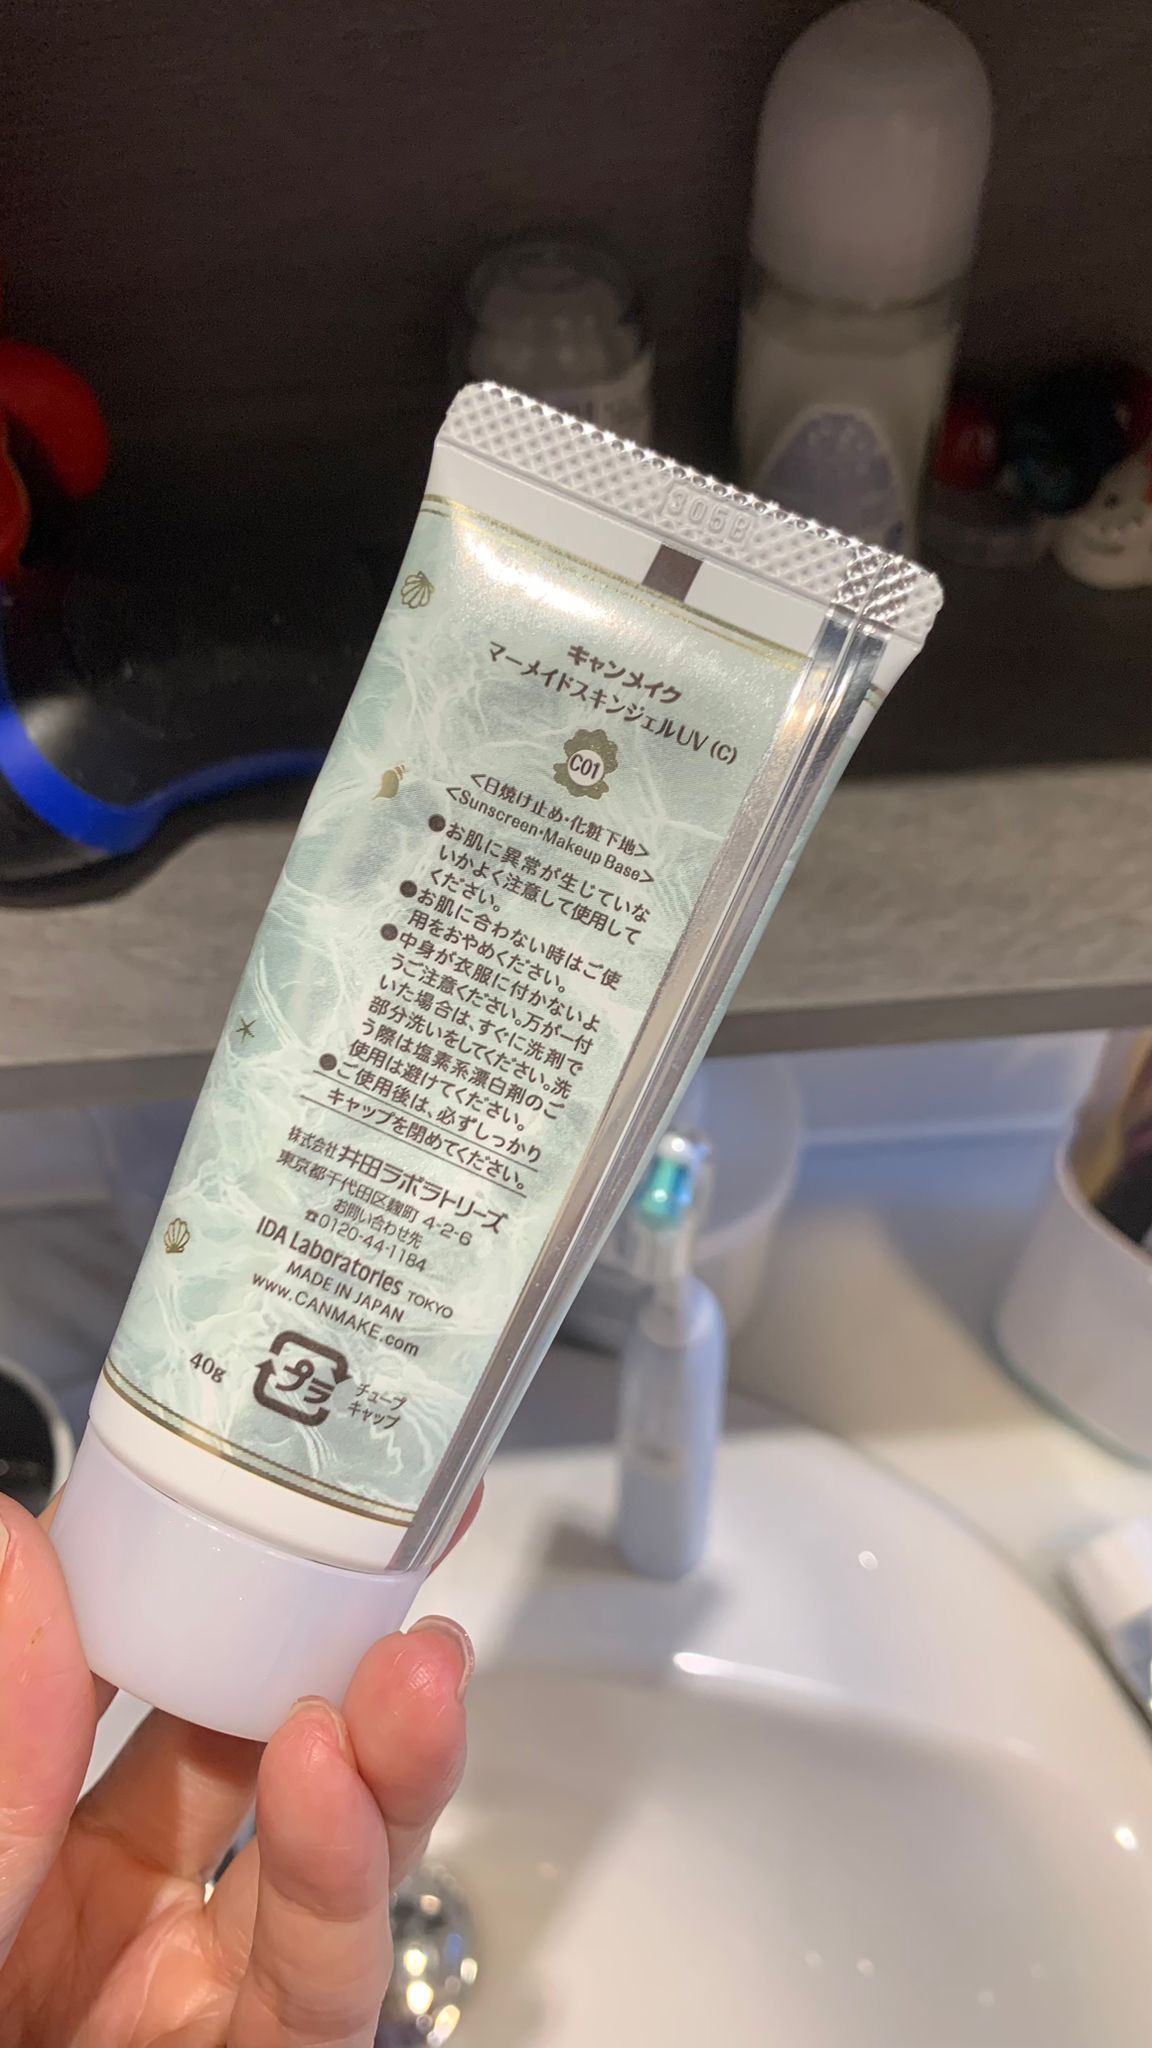 305B
キャンメイク
マーメイドスキンジェルUV (C)
C01
<日焼け止め・化粧下地>
<Sunscreen・Makeup Base>
●お肌に異常が生じていな
いかよく注意して使用して
ください。
●お肌に合わない時はご使
用をおやめください。
●中身が衣服に付かないよ
うご注意ください。万が一付
いた場合は、すぐに洗剤で
部分洗いをしてください。洗
う際は塩素系漂白剤のご
使用は避けてください。
●ご使用後は、必ずしっかり
キャップを閉めてください。
株式会社 井田ラボラトリーズ
東京都千代田区麹町 4-2-6
お問い合わせ先
☎0120-44-1184
IDA Laboratories TOKYO
MADE IN JAPAN
www.CANMAKE.com
40g
プラ
チューブ
キャップ